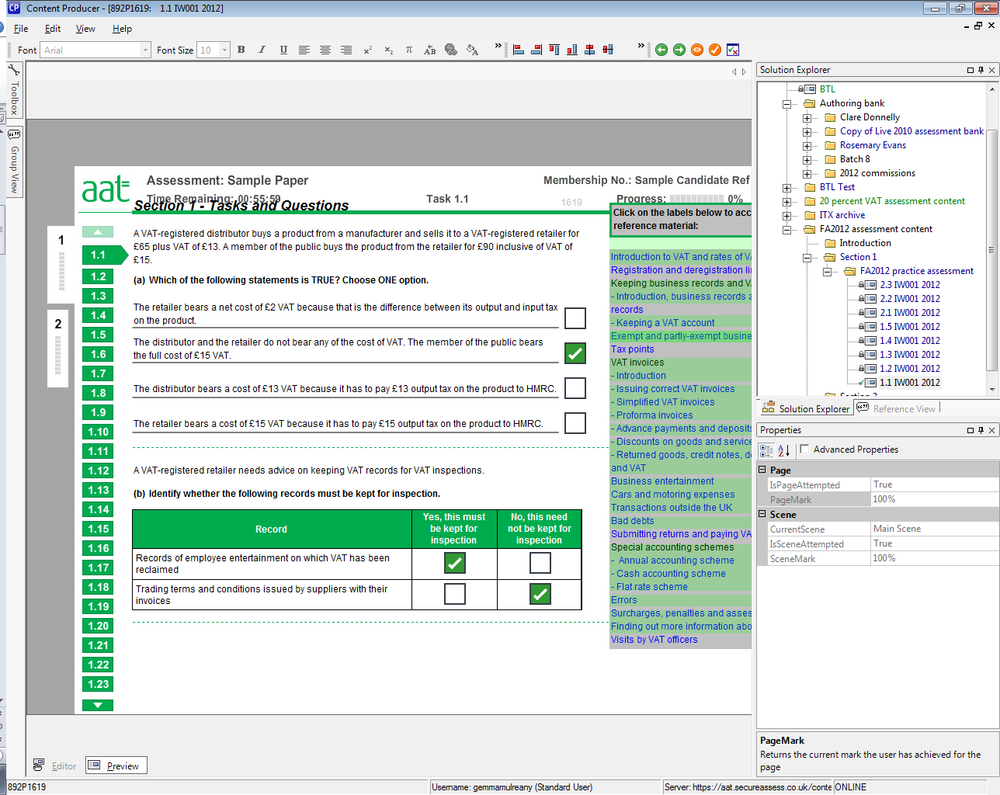 CP Content Producer - [892P1619: 1.1 IW001 2012]
File Edit View Help
Font Arial Font Size 10 B I U x² x₂ π AB A
Toolbox
Group View
aat
Assessment: Sample Paper
Membership No.: Sample Candidate Ref
Time Remaining: 00:55:59
Task 1.1
1619
Progress: 0%
Section 1 - Tasks and Questions
1
2
1.1
1.2
1.3
1.4
1.5
1.6
1.7
1.8
1.9
1.10
1.11
1.12
1.13
1.14
1.15
1.16
1.17
1.18
1.19
1.20
1.21
1.22
1.23
A VAT-registered distributor buys a product from a manufacturer and sells it to a VAT-registered retailer for
£65 plus VAT of £13. A member of the public buys the product from the retailer for £90 inclusive of VAT of
£15.
(a) Which of the following statements is TRUE? Choose ONE option.
The retailer bears a net cost of £2 VAT because that is the difference between its output and input tax
on the product.
The distributor and the retailer do not bear any of the cost of VAT. The member of the public bears
the full cost of £15 VAT.
The distributor bears a cost of £13 VAT because it has to pay £13 output tax on the product to HMRC.
The retailer bears a cost of £15 VAT because it has to pay £15 output tax on the product to HMRC.
A VAT-registered retailer needs advice on keeping VAT records for VAT inspections.
(b) Identify whether the following records must be kept for inspection.
Record
Yes, this must
be kept for
inspection
No, this need
not be kept for
inspection
Records of employee entertainment on which VAT has been
reclaimed
Trading terms and conditions issued by suppliers with their
invoices
Click on the labels below to acc
reference material:
Introduction to VAT and rates of VA
Registration and deregistration li
Keeping business records and VA
- Introduction, business records a
records
- Keeping a VAT account
Exempt and partly-exempt busine
Tax points
VAT invoices
- Introduction
- Issuing correct VAT invoices
- Simplified VAT invoices
- Proforma invoices
- Advance payments and deposits
- Discounts on goods and service
- Returned goods, credit notes, d
and VAT
Business entertainment
Cars and motoring expenses
Transactions outside the UK
Bad debts
Submitting returns and paying VA
Special accounting schemes
- Annual accounting scheme
- Cash accounting scheme
- Flat rate scheme
Errors
Surcharges, penalties and asses
Finding out more information abo
Visits by VAT officers
Solution Explorer
BTL
Authoring bank
Clare Donnelly
Copy of Live 2010 assessment bank
Rosemary Evans
Batch 8
2012 commissions
BTL Test
20 percent VAT assessment content
ITX archive
FA2012 assessment content
Introduction
Section 1
FA2012 practice assessment
2.3 IW001 2012
2.2 IW001 2012
2.1 IW001 2012
1.5 IW001 2012
1.4 IW001 2012
1.3 IW001 2012
1.2 IW001 2012
1.1 IW001 2012
Solution Explorer Reference View
Properties
Advanced Properties
Page
IsPageAttempted True
PageMark 100%
Scene
CurrentScene Main Scene
IsSceneAttempted True
SceneMark 100%
PageMark
Returns the current mark the user has achieved for the
page
Editor Preview
892P1619
Username: gemmamulreany (Standard User)
Server: https://aat.secureassess.co.uk/conte
ONLINE